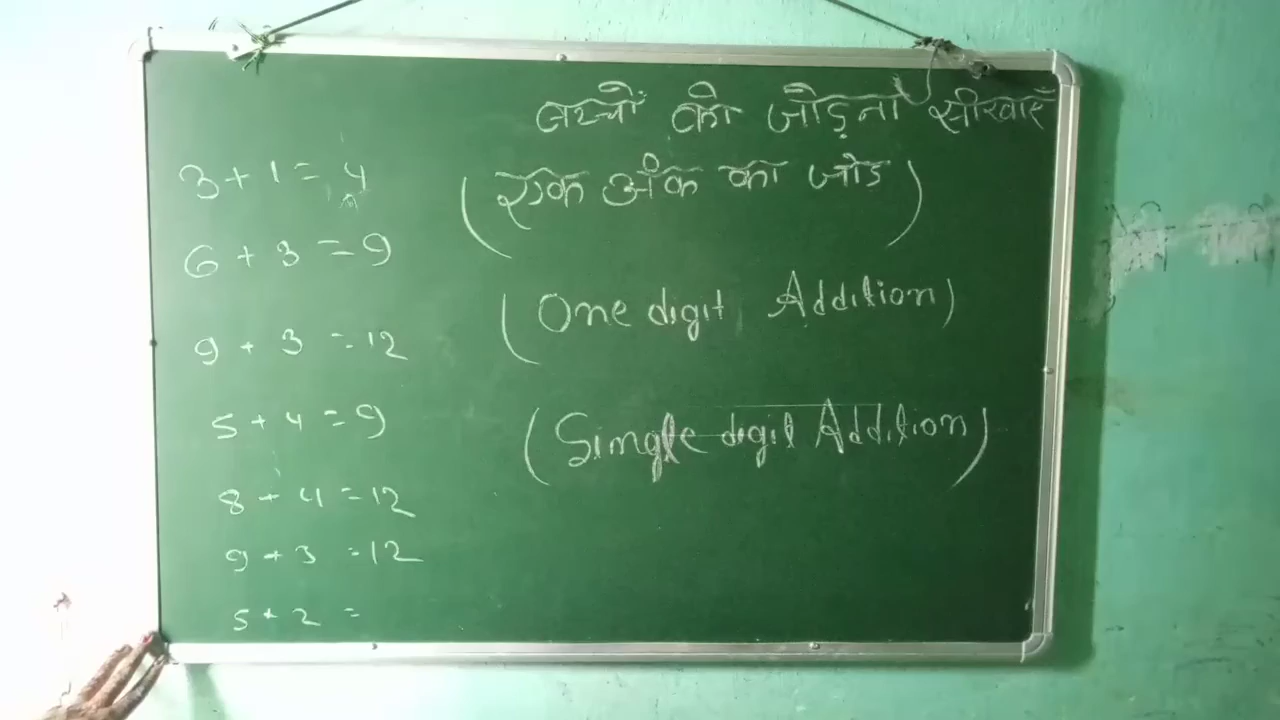 बच्चों को जोड़ना सीखाएँ
(एक अंक का जोड)
(One digit Addition)
(Single digit Addition)
3 + 1 = 4
6 + 3 = 9
9 + 3 = 12
5 + 4 = 9
8 + 4 = 12
9 + 3 = 12
5 + 2 =